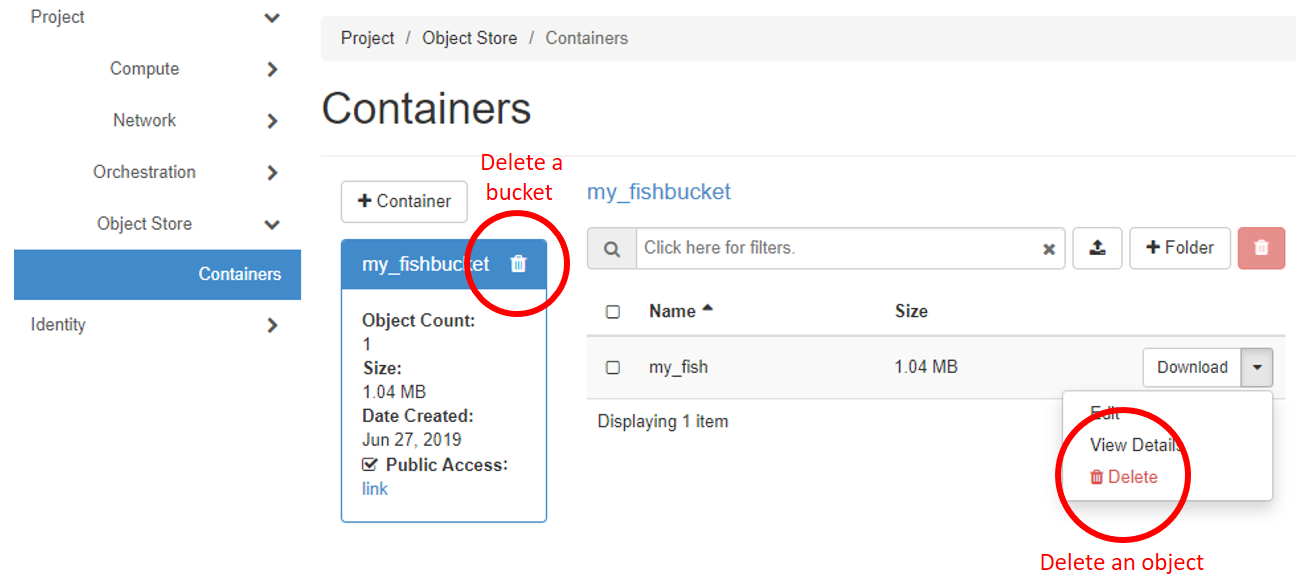 Project
Compute
Network
Orchestration
Object Store
Containers
Identity
Project / Object Store / Containers
Containers
Delete a
bucket
+ Container
my_fishbucket
Object Count:
1
Size:
1.04 MB
Date Created:
Jun 27, 2019
Public Access:
link
my_fishbucket
Click here for filters.
+ Folder
Name Size
my_fish 1.04 MB Download
Displaying 1 item
Edit
View Details
Delete
Delete an object